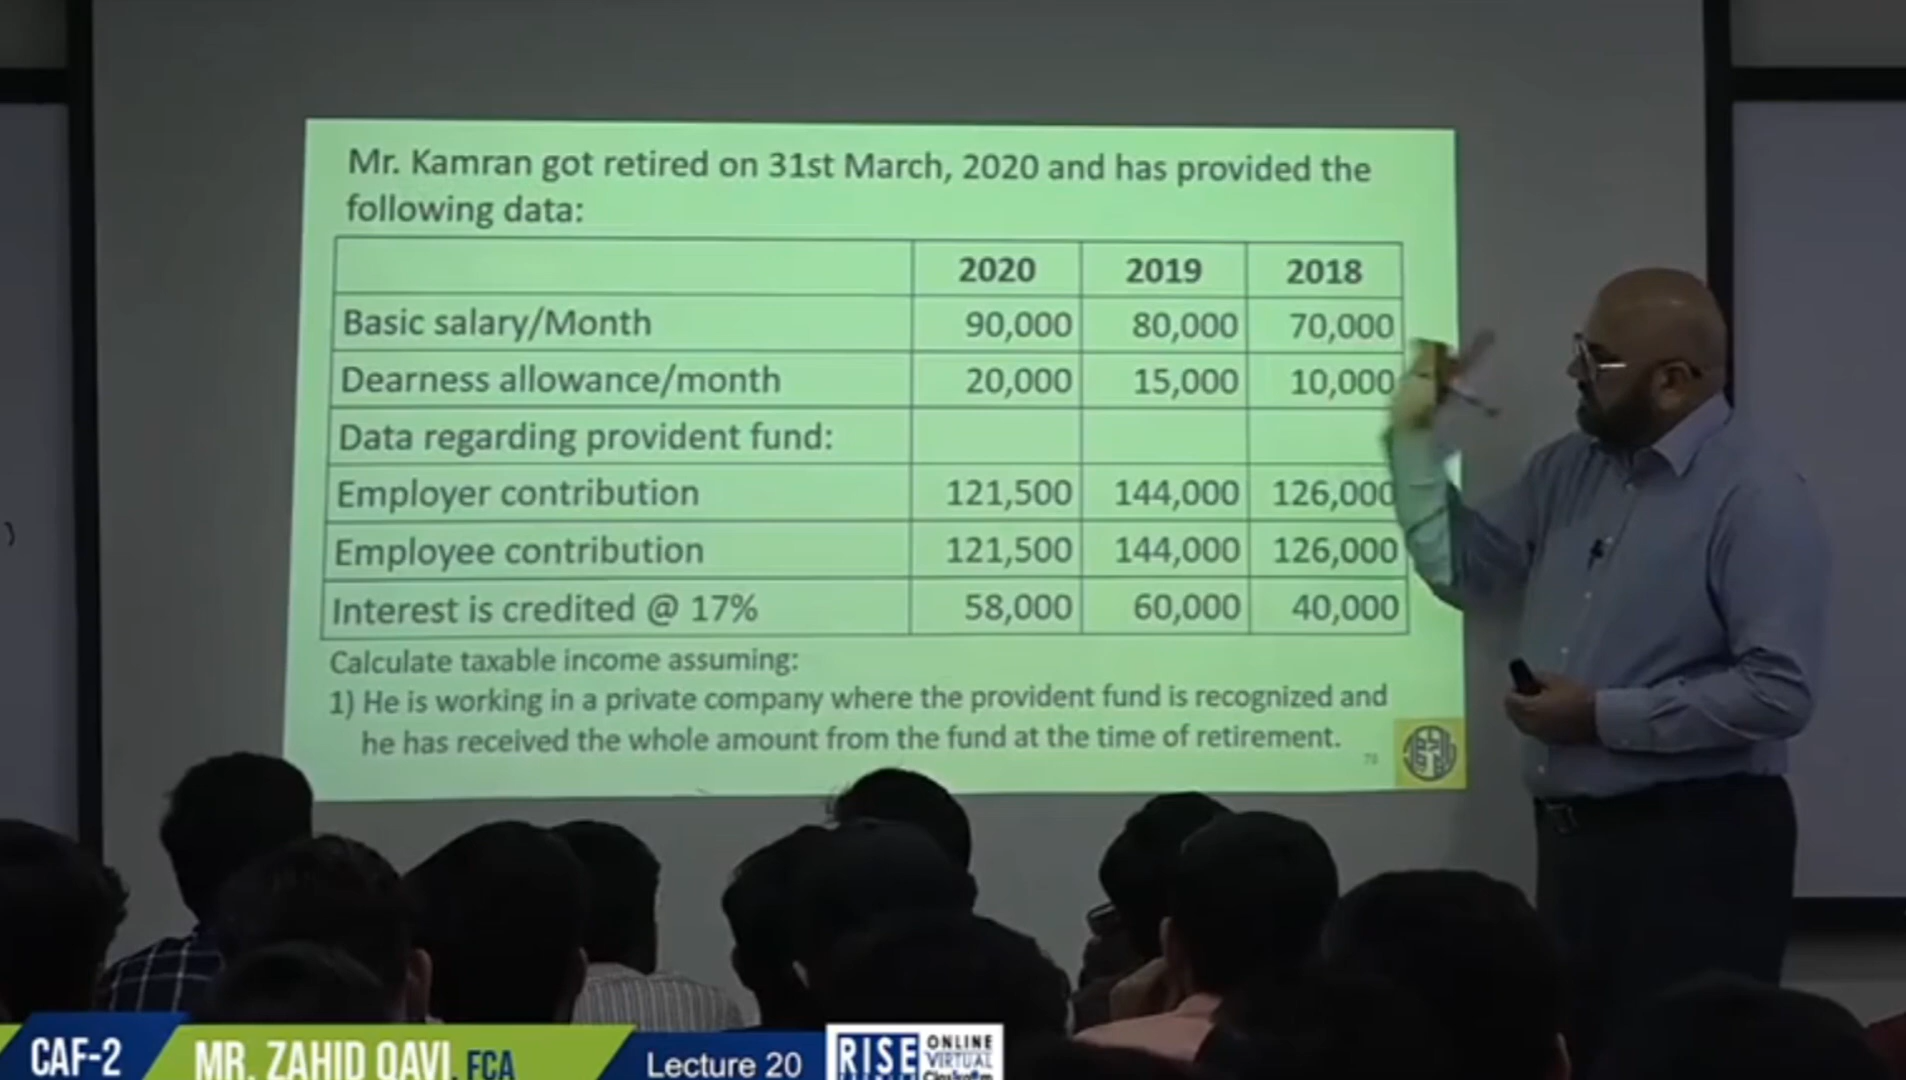 Mr. Kamran got retired on 31st March, 2020 and has provided the
following data:
2020 2019 2018
Basic salary/Month 90,000 80,000 70,000
Dearness allowance/month 20,000 15,000 10,000
Data regarding provident fund:
Employer contribution 121,500 144,000 126,000
Employee contribution 121,500 144,000 126,000
Interest is credited @ 17% 58,000 60,000 40,000
Calculate taxable income assuming:
1) He is working in a private company where the provident fund is recognized and
he has received the whole amount from the fund at the time of retirement.
CAF-2
MR. ZAHID QAVI, FCA
Lecture 20
RISE
ONLINE
VIRTUAL